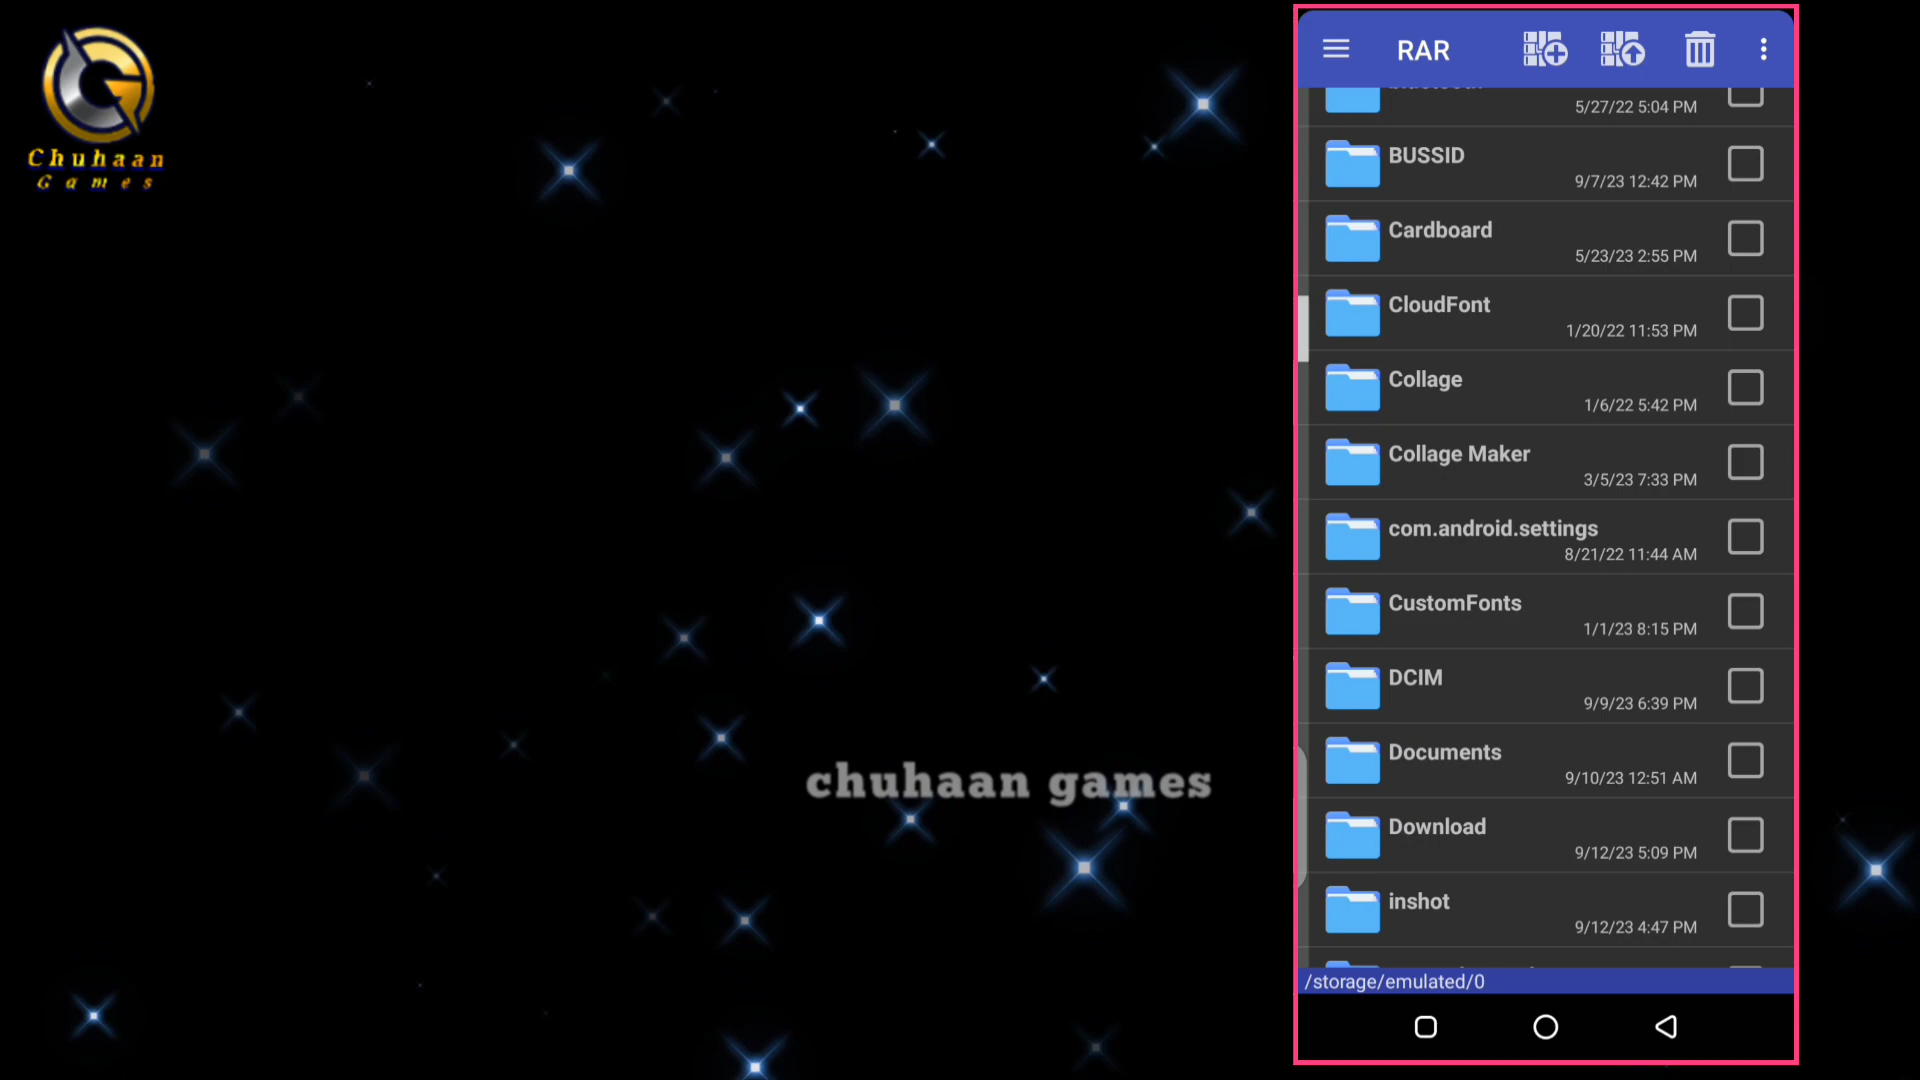 Chuhaan
Games
RAR
5/27/22 5:04 PM
BUSSID
9/7/23 12:42 PM
Cardboard
5/23/23 2:55 PM
CloudFont
1/20/22 11:53 PM
Collage
1/6/22 5:42 PM
Collage Maker
3/5/23 7:33 PM
com.android.settings
8/21/22 11:44 AM
CustomFonts
1/1/23 8:15 PM
DCIM
9/9/23 6:39 PM
Documents
9/10/23 12:51 AM
Download
9/12/23 5:09 PM
inshot
9/12/23 4:47 PM
/storage/emulated/0
chuhaan games